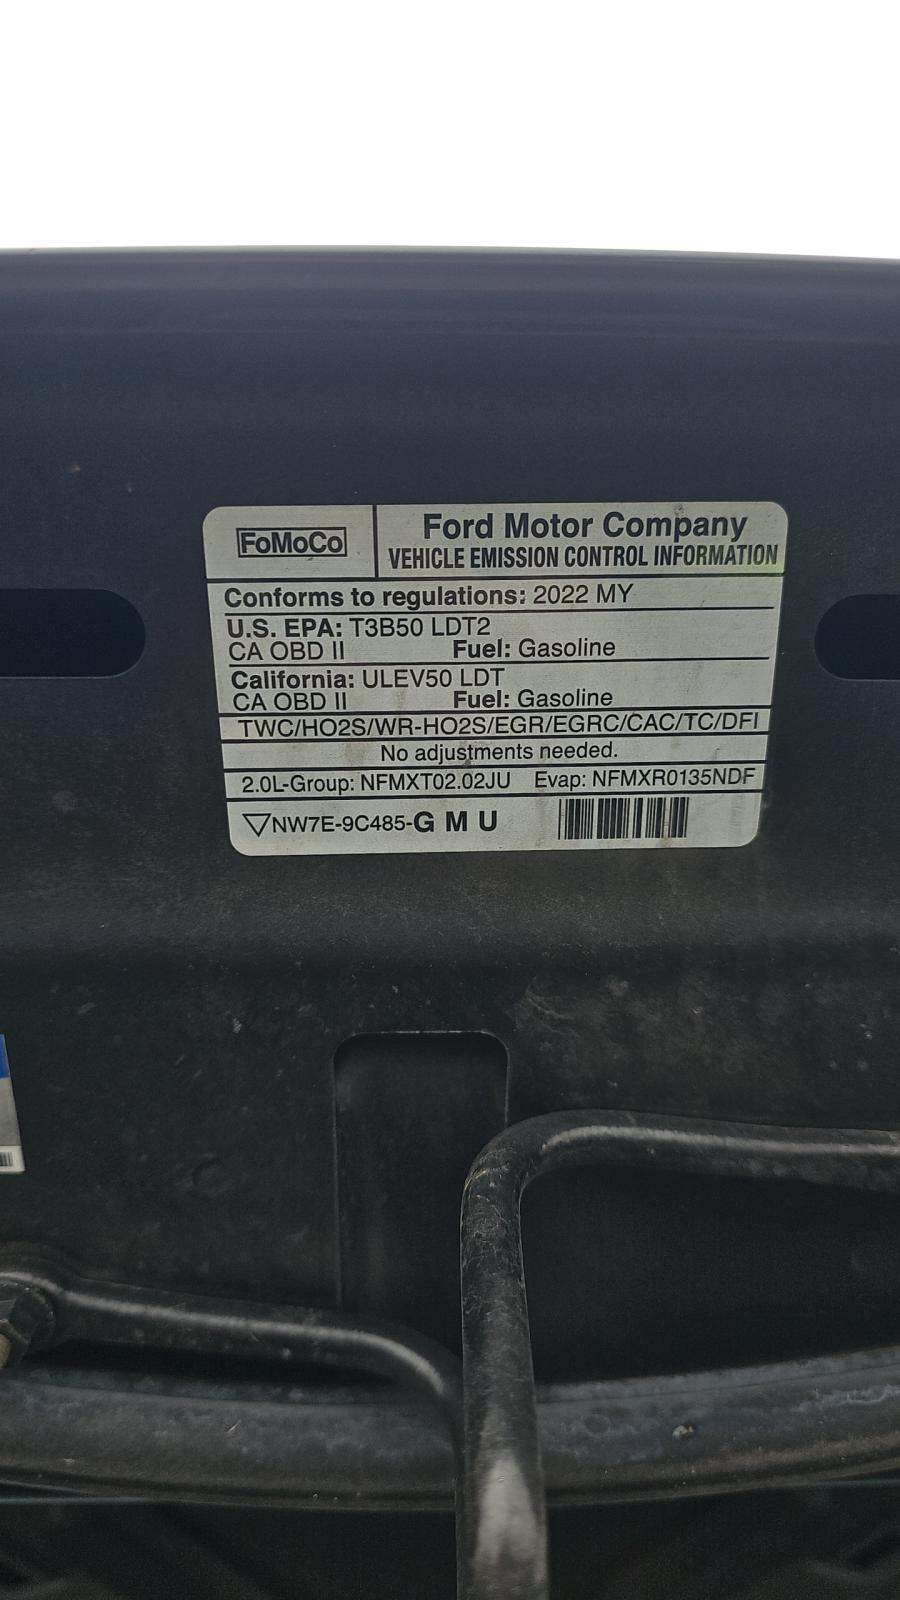 FoMoCo
Ford Motor Company
VEHICLE EMISSION CONTROL INFORMATION
Conforms to regulations: 2022 MY
U.S. EPA: T3B50 LDT2
CA OBD II Fuel: Gasoline
California: ULEV50 LDT
CA OBD II Fuel: Gasoline
TWC/HO2S/WR-HO2S/EGR/EGRC/CAC/TC/DFI
No adjustments needed.
2.0L-Group: NFMXT02.02JU Evap: NFMXR0135NDF
NW7E-9C485-G M U